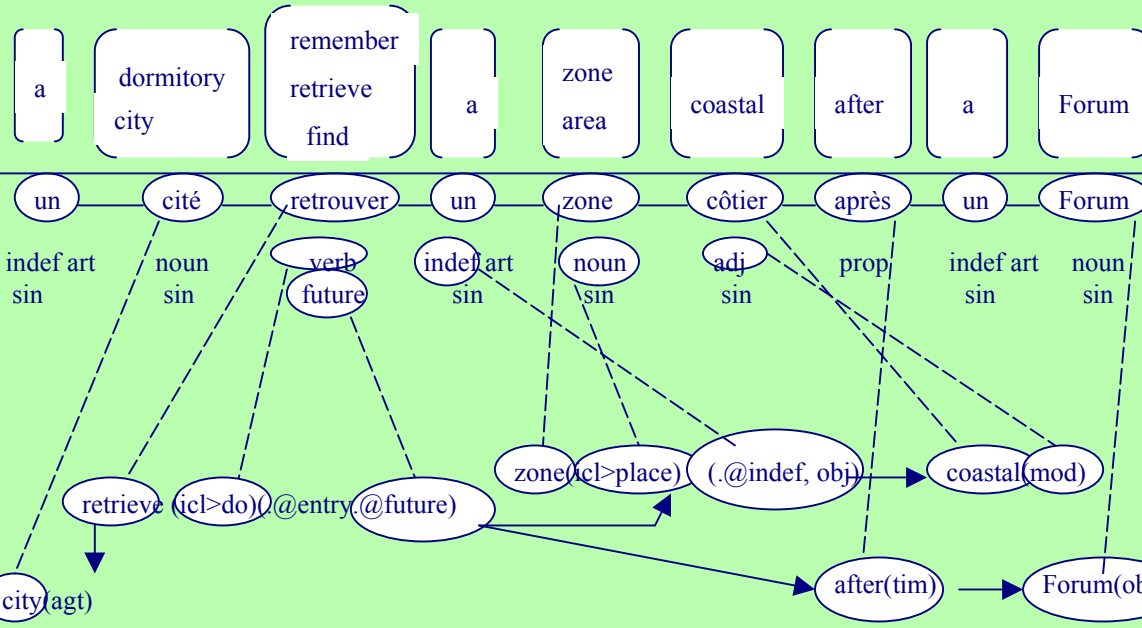 a
dormitory
city
remember
retrieve
find
a
zone
area
coastal
after
a
Forum
un cité retrouver un zone côtier après un Forum
indef art noun verb indef art noun adj prop indef art noun
sin sin future sin sin sin sin sin
zone(icl>place) (.@indef, obj) coastal(mod)
retrieve (icl>do)(.@entry.@future)
city(agt) after(tim) Forum(ob